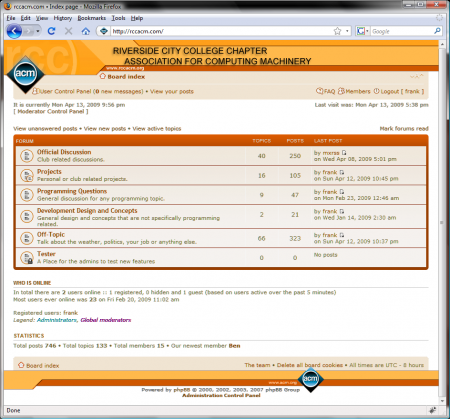 rccacm.com • Index page - Mozilla Firefox
File Edit View History Bookmarks Tools Help
http://rccacm.com/
Google
rcc
acm
RIVERSIDE CITY COLLEGE CHAPTER
ASSOCIATION FOR COMPUTING MACHINERY
www.rccacm.org
Board index
User Control Panel (0 new messages) • View your posts
FAQ Members Logout [ frank ]
It is currently Mon Apr 13, 2009 9:56 pm
Last visit was: Mon Apr 13, 2009 5:38 pm
[ Moderator Control Panel ]
View unanswered posts • View new posts • View active topics
Mark forums read
FORUM TOPICS POSTS LAST POST
Official Discussion
Club related discussions.
40 250
on Wed Apr 08, 2009 5:01 pm
Projects
Personal or club related projects.
16 105
by frank
on Sun Apr 12, 2009 10:45 pm
Programming Questions
General discussion for any programming topic.
9 47
by frank
on Mon Feb 23, 2009 12:46 am
Development Design and Concepts
General design and concepts that are not specifically programming
related.
2 21
by frank
on Wed Jan 14, 2009 2:30 am
Off-Topic
Talk about the weather, politics, your job or anything else.
66 323
by frank
on Sun Apr 12, 2009 10:37 pm
Tester
A Place for the admins to test new features
0 0
No posts
WHO IS ONLINE
In total there are 2 users online :: 1 registered, 0 hidden and 1 guest (based on users active over the past 5 minutes)
Most users ever online was 23 on Fri Feb 20, 2009 11:02 am
Registered users: frank
Legend: Administrators, Global moderators
STATISTICS
Total posts 746 • Total topics 133 • Total members 15 • Our newest member Ben
Board index
The team • Delete all board cookies • All times are UTC - 8 hours
www.acm.org
acm
Powered by phpBB © 2000, 2002, 2005, 2007 phpBB Group
Administration Control Panel
Done